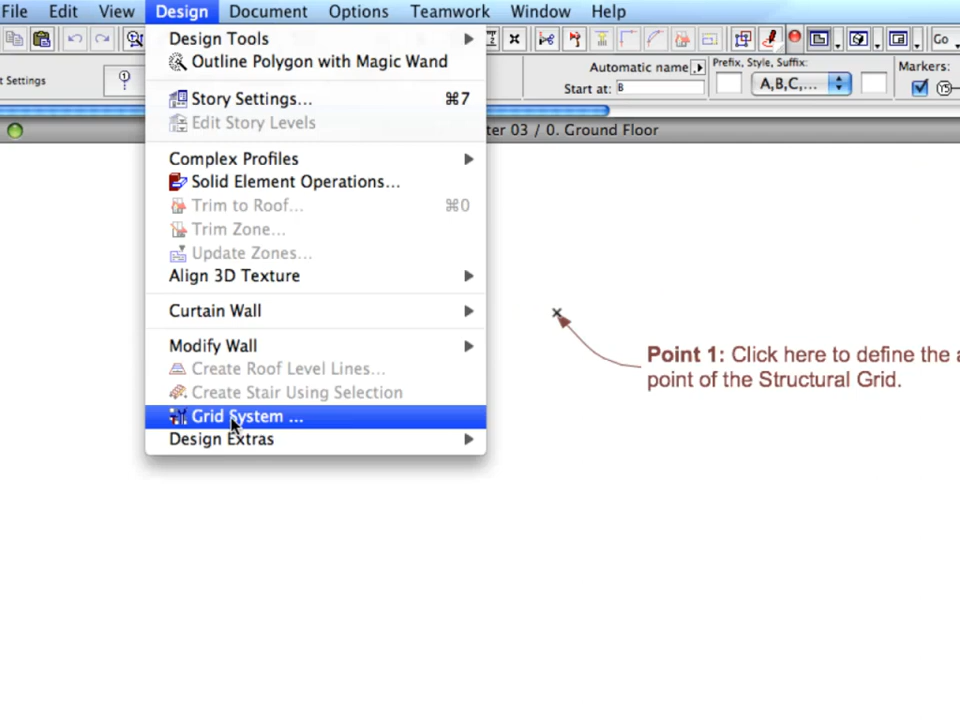 File Edit View Design Document Options Teamwork Window Help
Design Tools
Outline Polygon with Magic Wand
Story Settings... ⌘7
Edit Story Levels
Complex Profiles
Solid Element Operations...
Trim to Roof... ⌘0
Trim Zone...
Update Zones...
Align 3D Texture
Curtain Wall
Modify Wall
Create Roof Level Lines...
Create Stair Using Selection
Grid System ...
Design Extras
Settings
Go
Automatic name
Prefix, Style, Suffix:
Markers:
Start at: B
A,B,C,...
03 / 0. Ground Floor
Point 1: Click here to define the
point of the Structural Grid.